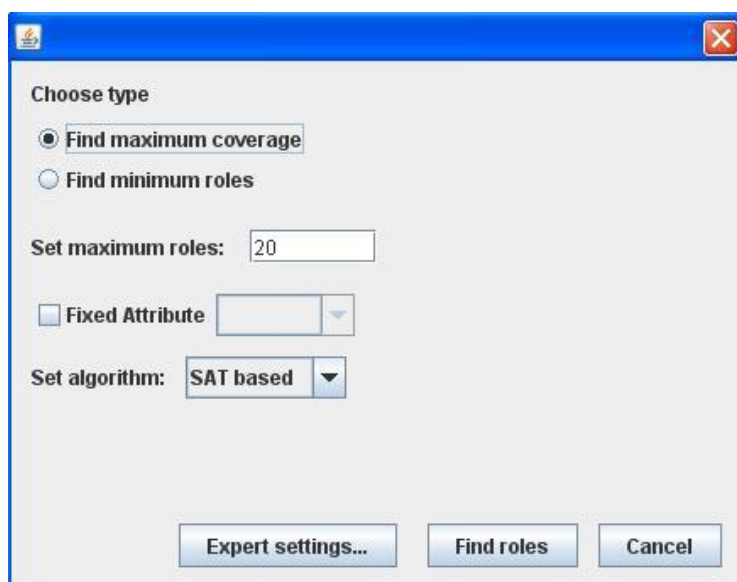 Choose type
Find maximum coverage
Find minimum roles
Set maximum roles: 20
Fixed Attribute
Set algorithm: SAT based
Expert settings... Find roles Cancel